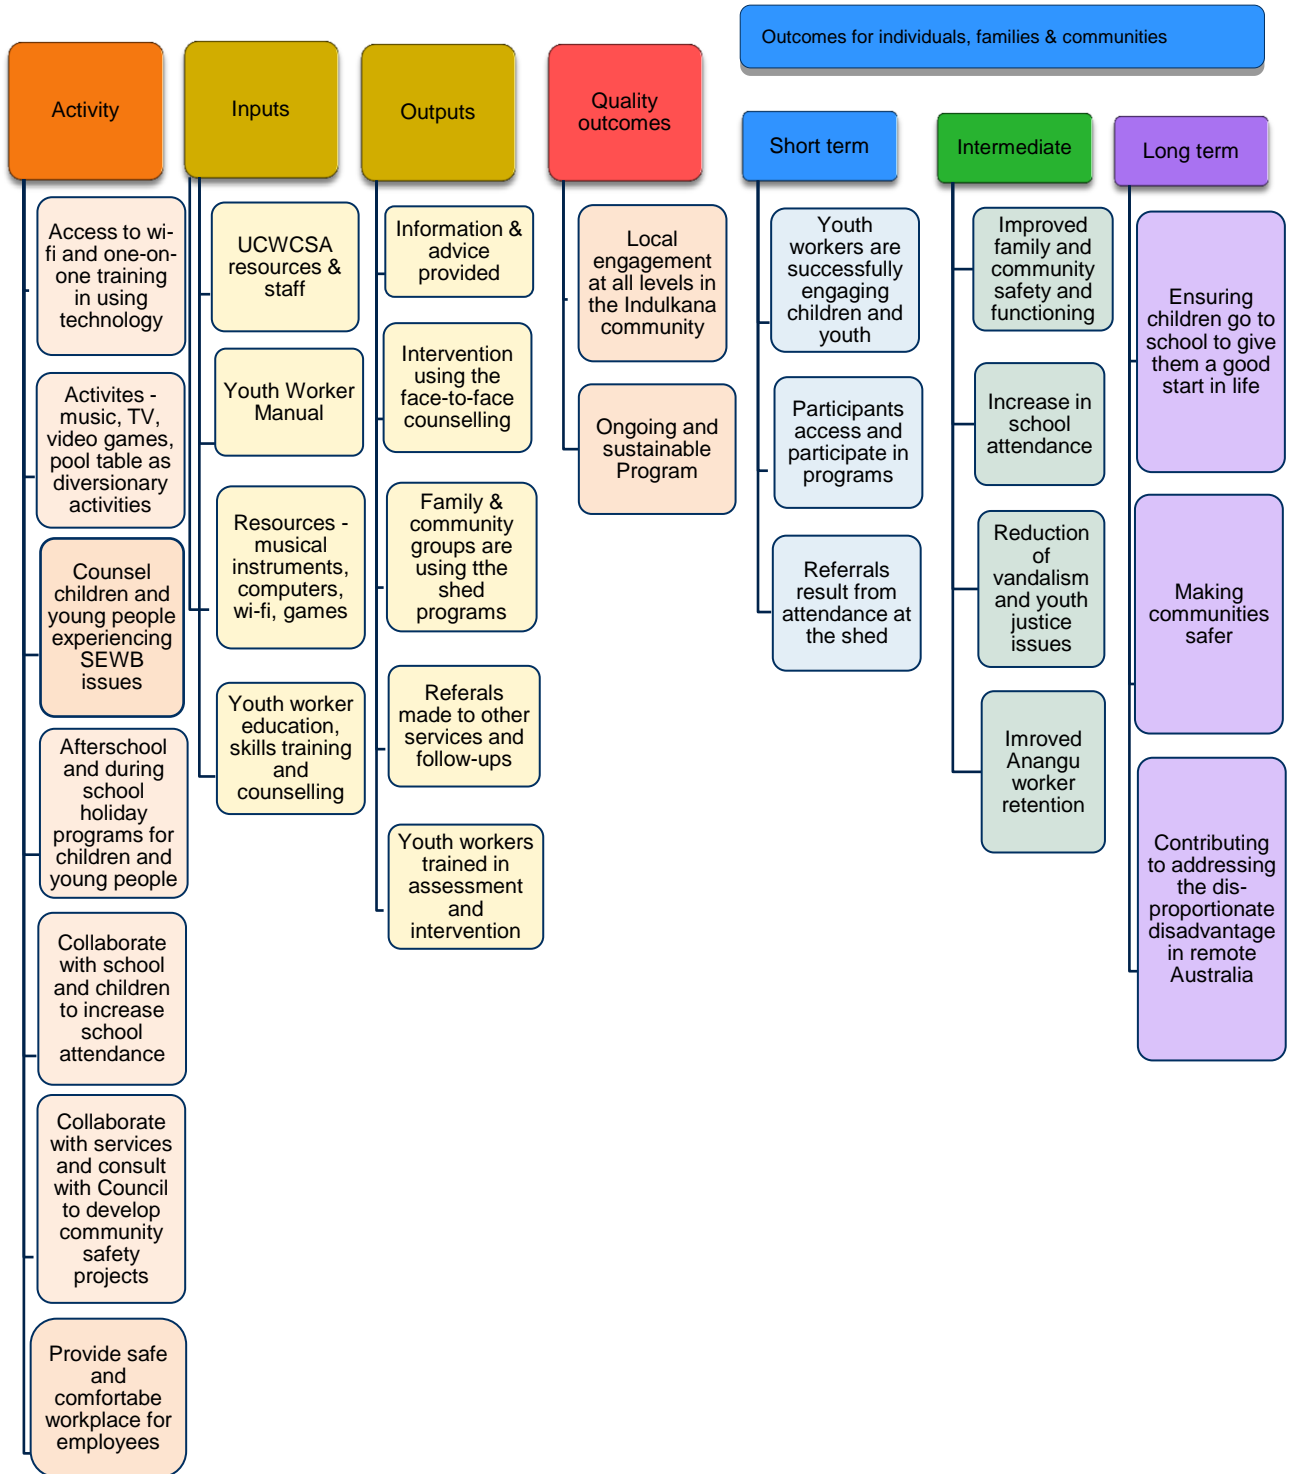 Outcomes for individuals, families & communities
Activity
Access to wi-
fi and one-on-
one training
in using
technology
Activites -
music, TV,
video games,
pool table as
diversionary
activities
Counsel
children and
young people
experiencing
SEWB
issues
Afterschool
and during
school
holiday
programs for
children and
young people
Collaborate
with school
and children
to increase
school
attendance
Collaborate
with services
and consult
with Council
to develop
community
safety
projects
Provide safe
and
comfortabe
workplace for
employees
Inputs
UCWCSA
resources &
staff
Youth Worker
Manual
Resources -
musical
instruments,
computers,
wi-fi, games
Youth worker
education,
skills training
and
counselling
Outputs
Information &
advice
provided
Intervention
using the
face-to-face
counselling
Family &
community
groups are
using tthe
shed
programs
Referrals
made to other
services and
follow-ups
Youth workers
trained in
assessment
and
intervention
Quality
outcomes
Local
engagement
at all levels in
the Indulkana
community
Ongoing and
sustainable
Program
Short term
Youth
workers are
successfully
engaging
children and
youth
Participants
access and
participate in
programs
Referrals
result from
attendance at
the shed
Intermediate
Improved
family and
community
safety and
functioning
Increase in
school
attendance
Reduction
of
vandalism
and youth
justice
issues
Imroved
Anangu
worker
retention
Long term
Ensuring
children go to
school to give
them a good
start in life
Making
communities
safer
Contributing
to addressing
the dis-
proportionate
disadvantage
in remote
Australia